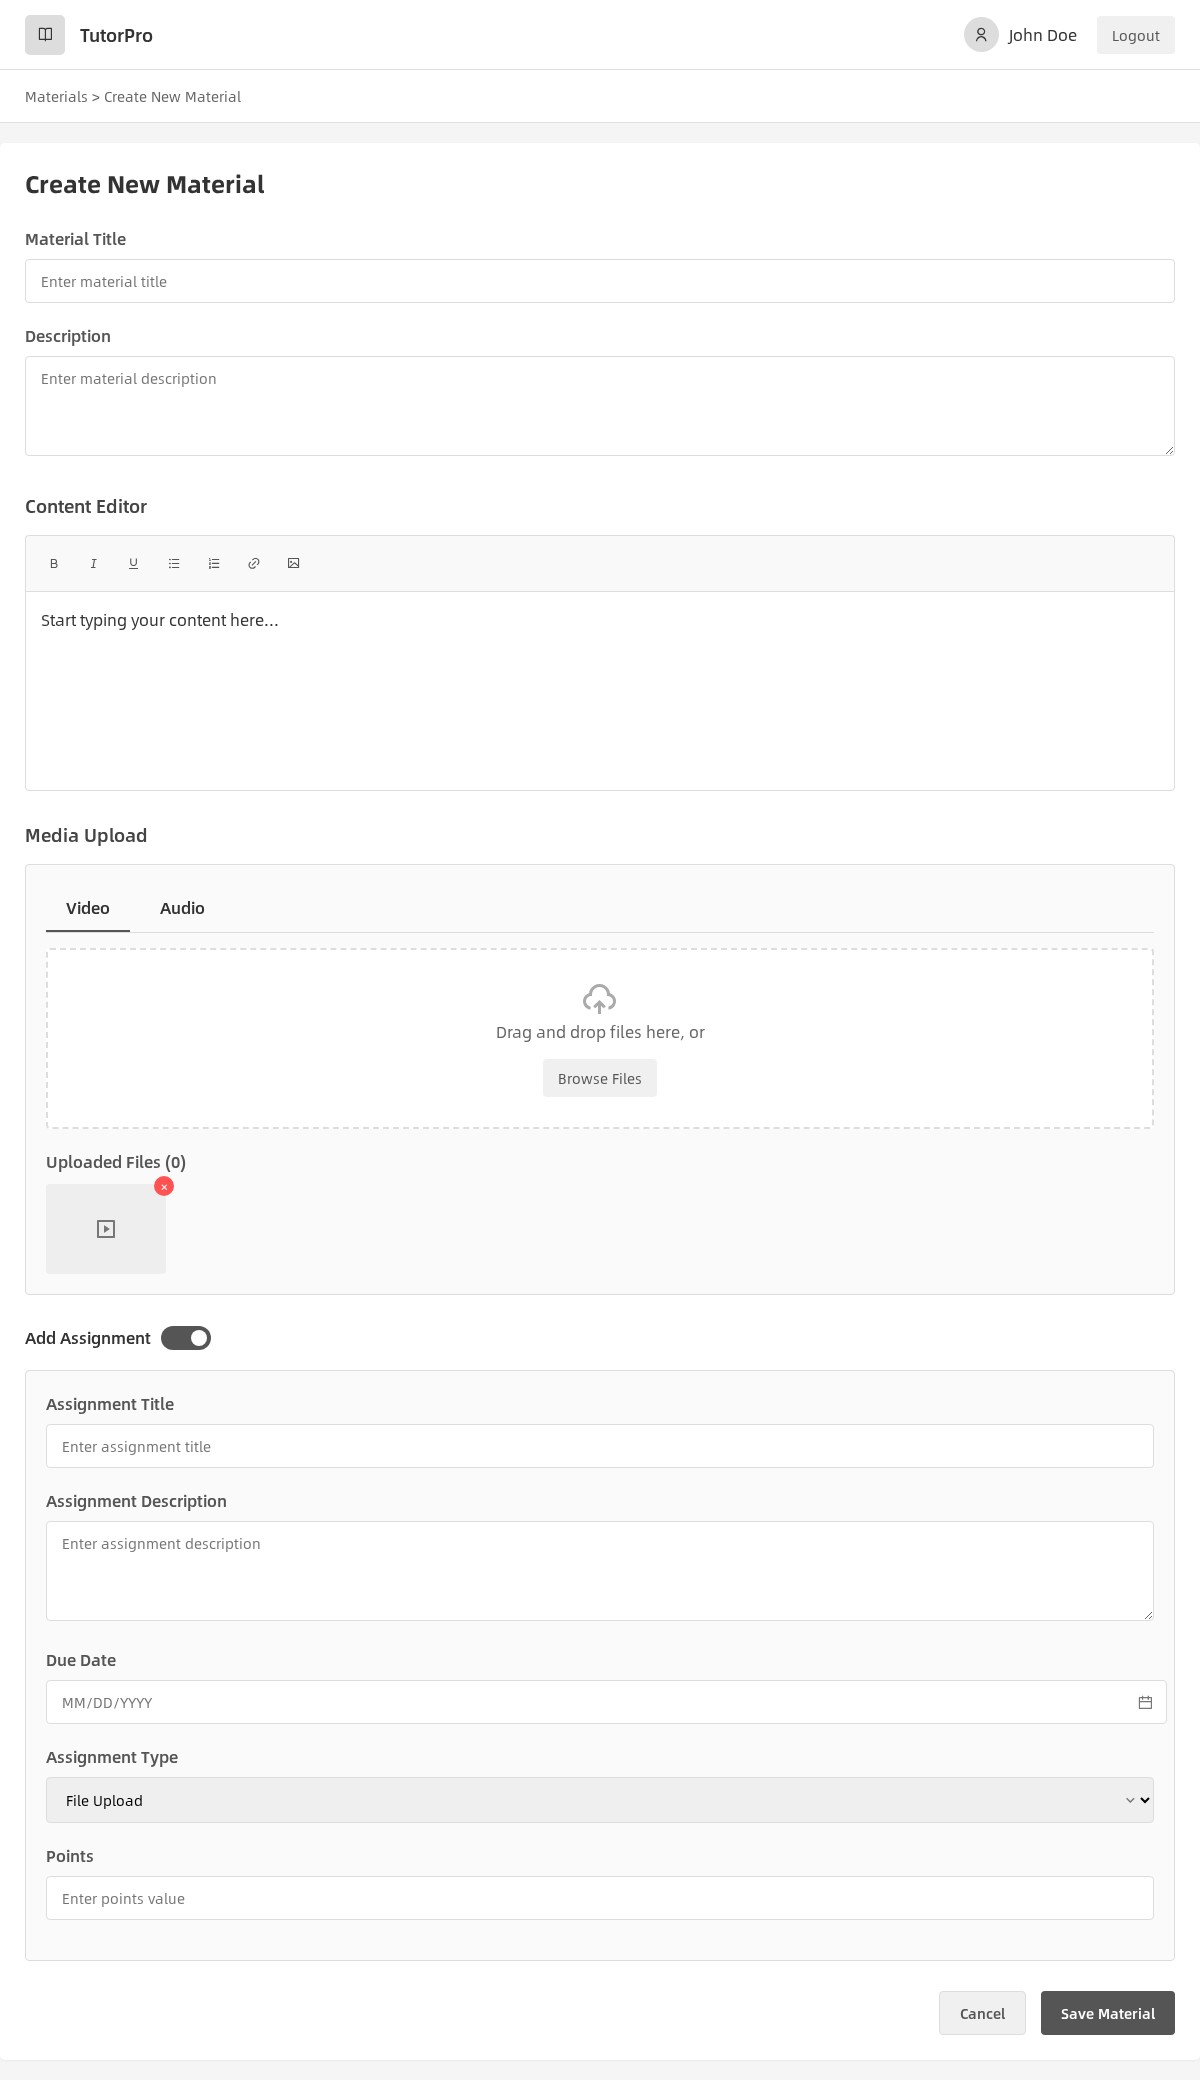 TutorPro
John Doe
Logout
Materials > Create New Material
Create New Material
Material Title
Enter material title
Description
Enter material description
Content Editor
B I U
Start typing your content here...
Media Upload
Video Audio
Drag and drop files here, or
Browse Files
Uploaded Files (0)
×
Add Assignment
Assignment Title
Enter assignment title
Assignment Description
Enter assignment description
Due Date
MM/DD/YYYY
Assignment Type
File Upload
Points
Enter points value
Cancel
Save Material